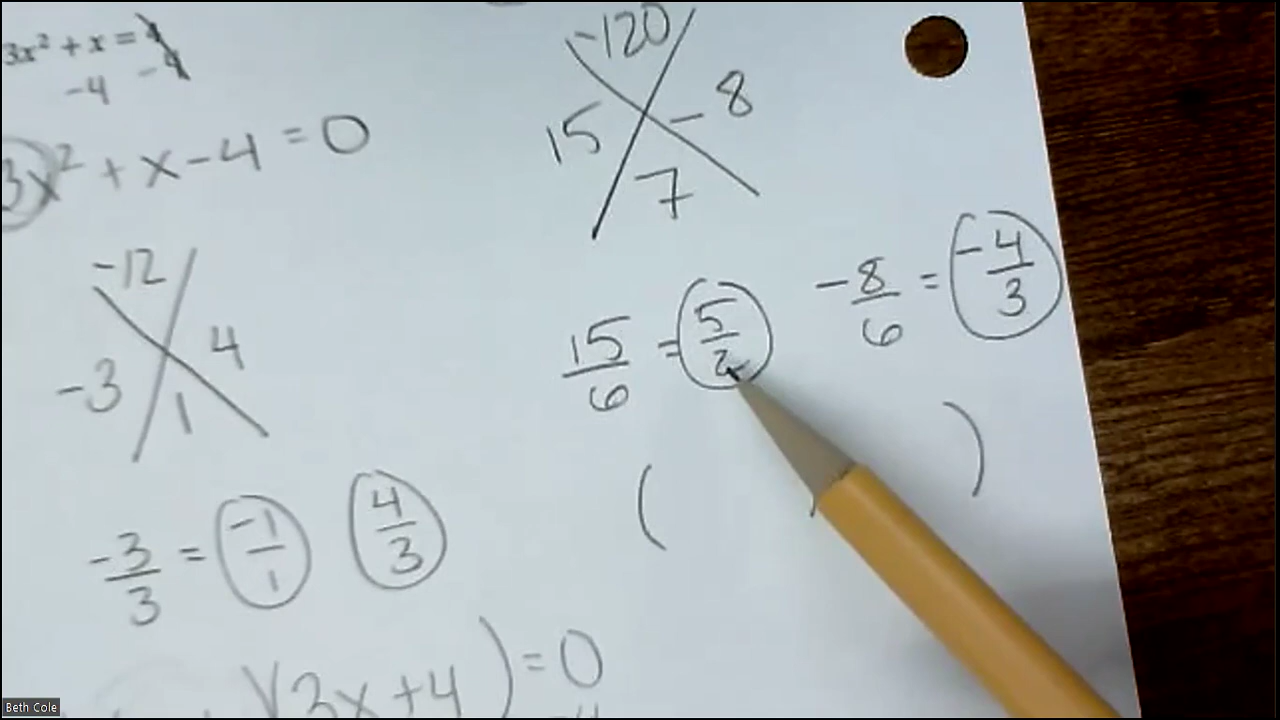 3x² + x = 4
-4 -4
3x² + x - 4 = 0
-12
-3 4
1
-3/3 = -1/1 4/3
(3x + 4) = 0
-4
-120
15 -8
7
15/6 = 5/2 -8/6 = -4/3
( )
Beth Cole